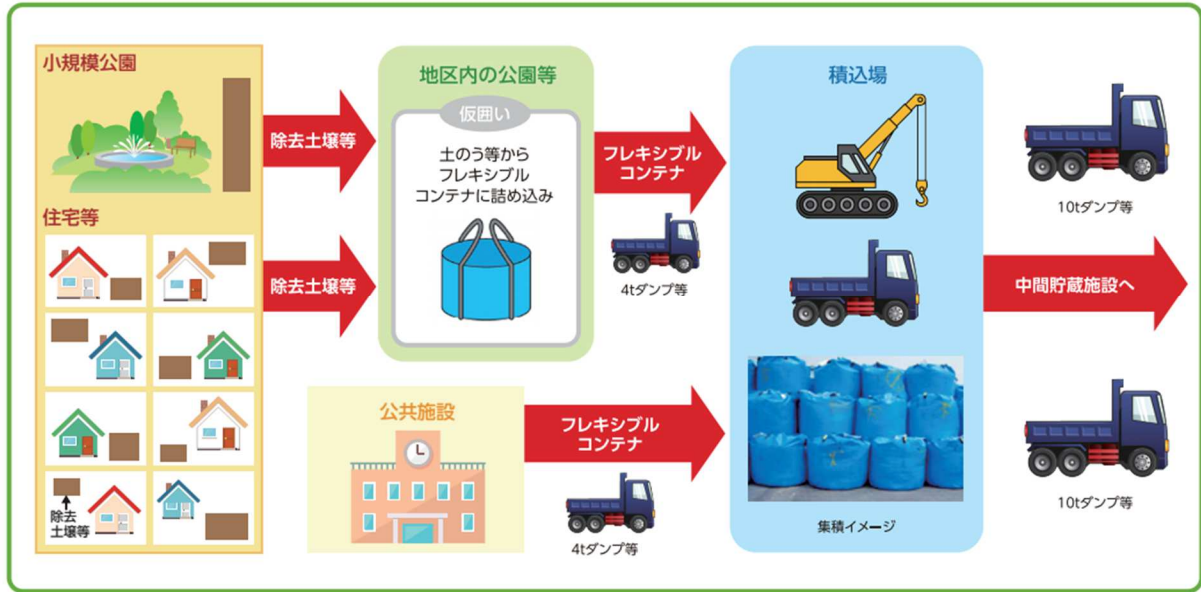 小規模公園
住宅等
除去
土壌等
除去土壌等
除去土壌等
地区内の公園等
仮囲い
土のう等から
フレキシブル
コンテナに詰め込み
フレキシブル
コンテナ
4tダンプ等
公共施設
フレキシブル
コンテナ
4tダンプ等
積込場
集積イメージ
10tダンプ等
中間貯蔵施設へ
10tダンプ等